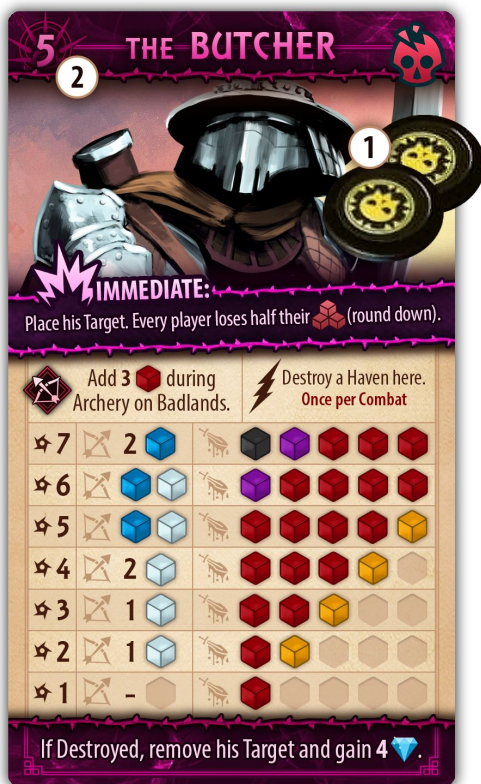 5 THE BUTCHER
2
1
IMMEDIATE:
Place his Target. Every player loses half their (round down).
Add 3 during
Archery on Badlands.
Destroy a Haven here.
Once per Combat
7 2
6
5
4 2
3 1
2 1
1 -
If Destroyed, remove his Target and gain 4 .